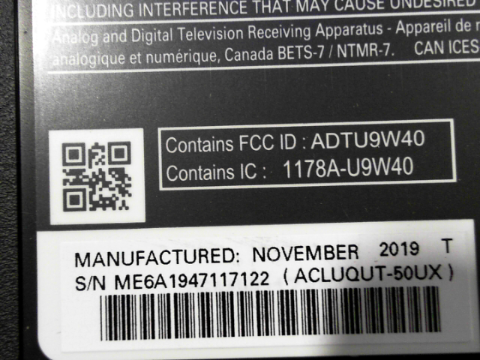 INCLUDING INTERFERENCE THAT MAY CAUSE UNDESIRED
Analog and Digital Television Receiving Apparatus - Appareil de r
analogique et numérique, Canada BETS-7 / NTMR-7. CAN ICES
Contains FCC ID : ADTU9W40
Contains IC : 1178A-U9W40
MANUFACTURED: NOVEMBER 2019 T
S/N ME6A1947117122 ( ACLUQUT-50UX )